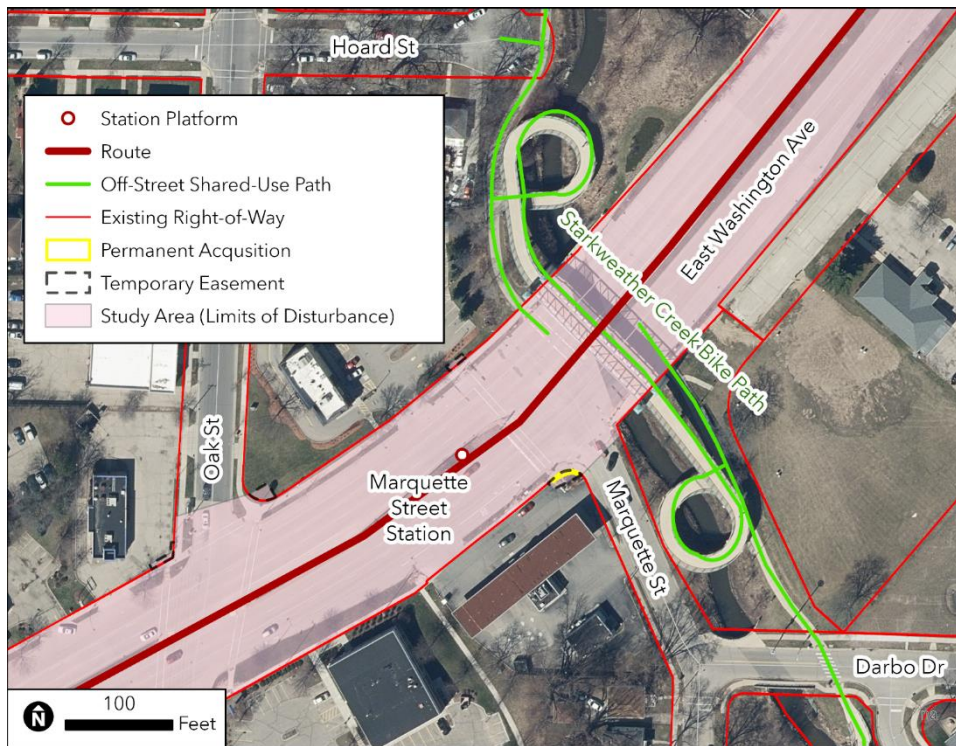 Hoard St
Station Platform
Route
Off-Street Shared-Use Path
Existing Right-of-Way
Permanent Acqusition
Temporary Easement
Study Area (Limits of Disturbance)
East Washington Ave
Starkweather Creek Bike Path
Oak St
Marquette
Street
Station
Marquette St
Darbo Dr
N
100
Feet